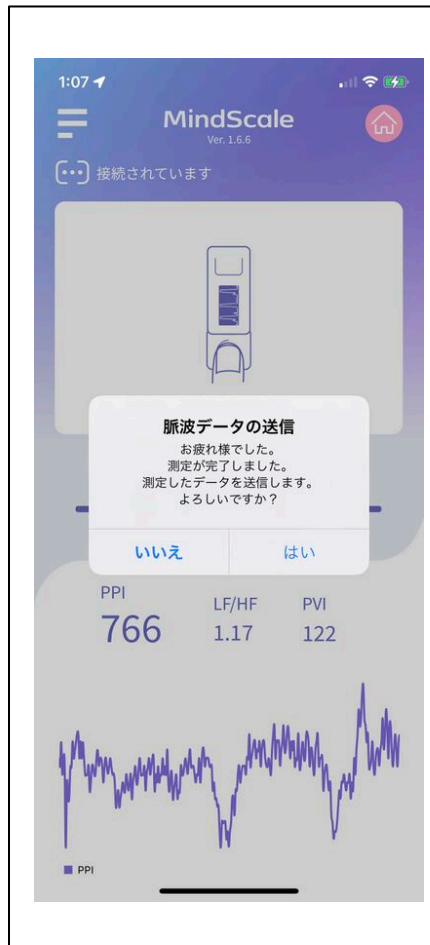 1:07
MindScale
Ver. 1.6.6
接続されています
脈波データの送信
お疲れ様でした。
測定が完了しました。
測定したデータを送信します。
よろしいですか？
いいえ
はい
PPI
766
LF/HF
1.17
PVI
122
PPI